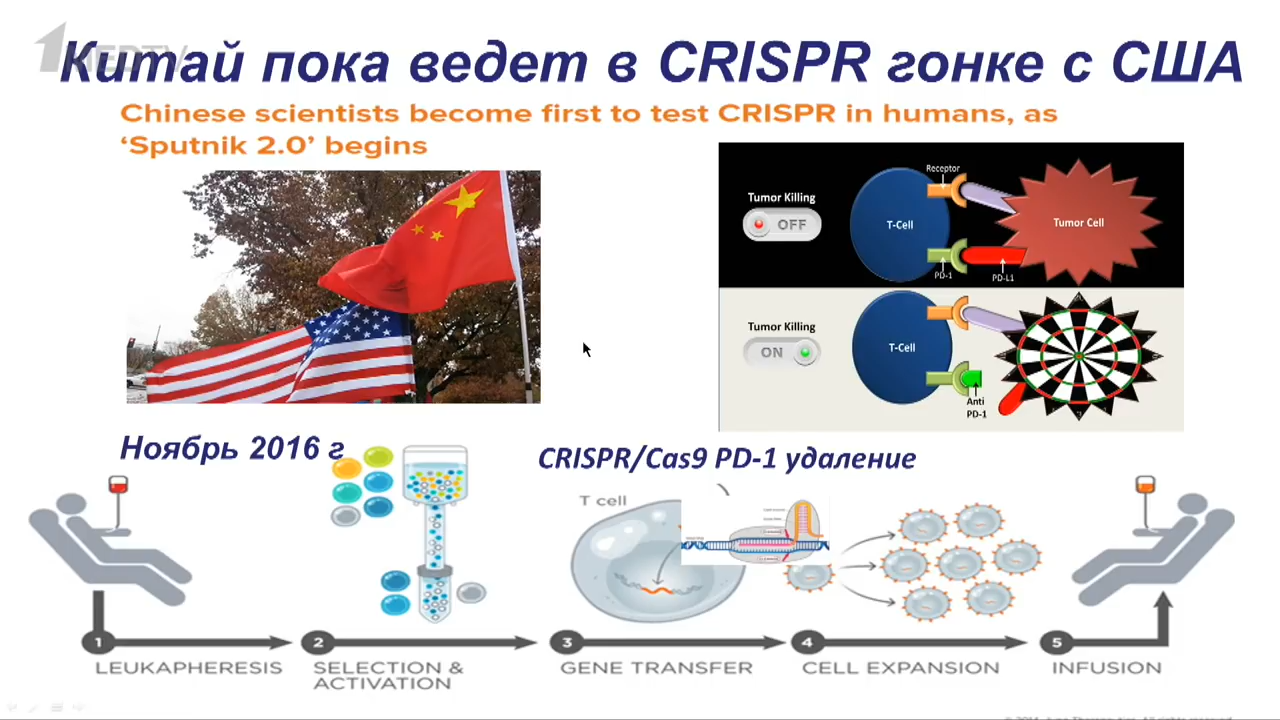 1MEDTV
Китай пока ведет в CRISPR гонке с США
Chinese scientists become first to test CRISPR in humans, as
‘Sputnik 2.0’ begins
Tumor Killing
OFF
T-Cell
Receptor
PD-1
PD-L1
Tumor Cell
Tumor Killing
ON
T-Cell
Anti
PD-1
Ноябрь 2016 г
CRISPR/Cas9 PD-1 удаление
T cell
1
2
3
4
5
LEUKAPHERESIS
SELECTION &
ACTIVATION
GENE TRANSFER
CELL EXPANSION
INFUSION